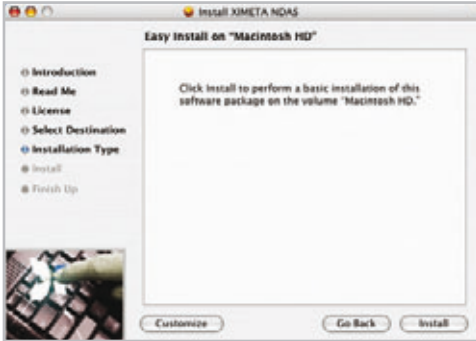 Install XIMETA NDAS
Easy Install on "Macintosh HD"
Introduction
Read Me
License
Select Destination
Installation Type
Install
Finish Up
Click Install to perform a basic installation of this
software package on the volume "Macintosh HD."
Customize
Go Back
Install